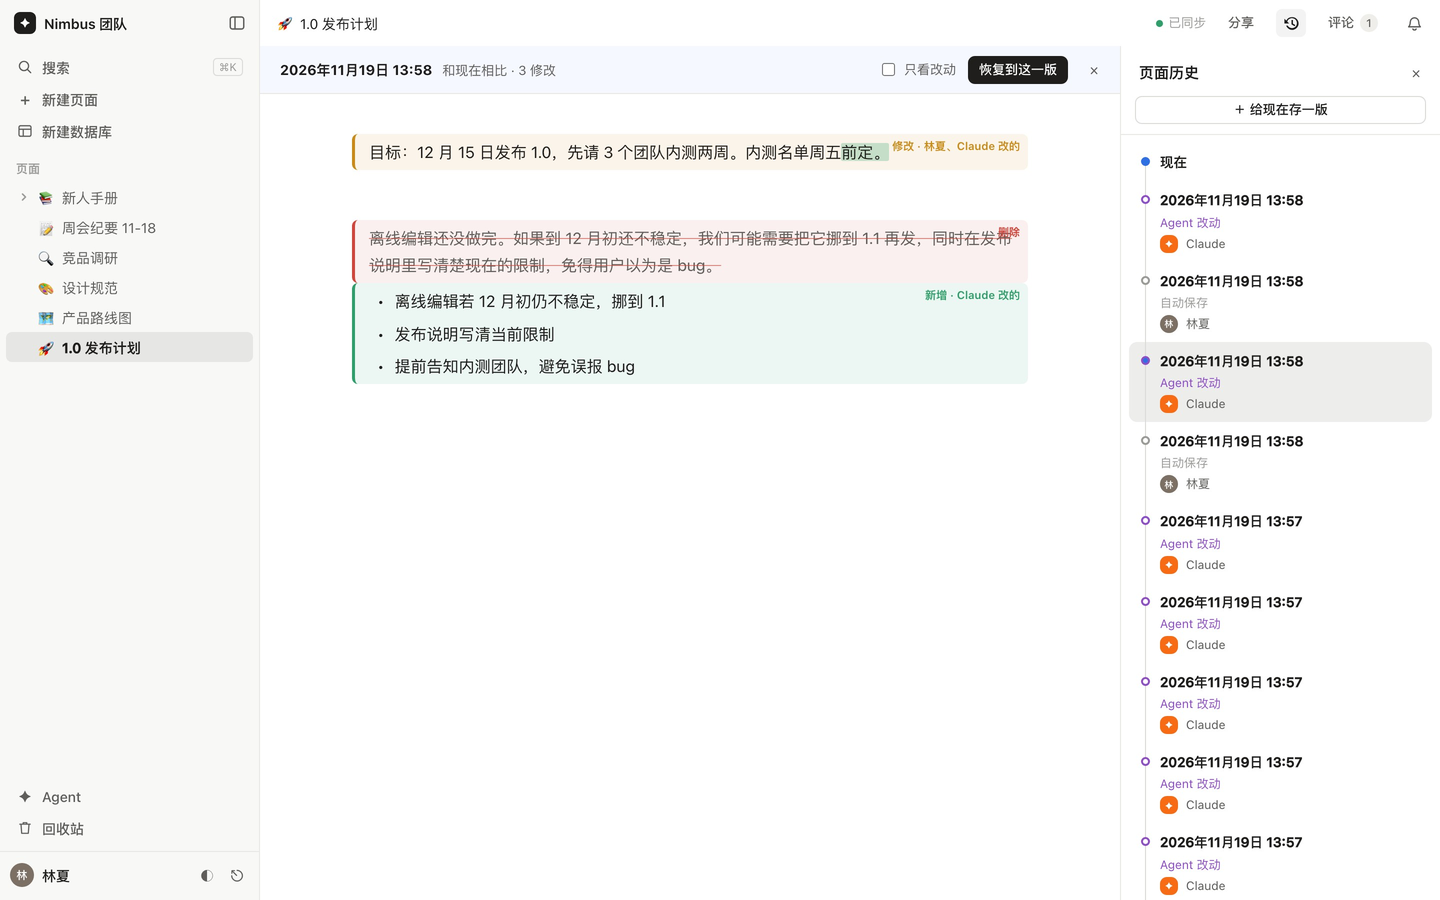 Nimbus 团队
搜索
⌘K
新建页面
新建数据库
页面
新人手册
周会纪要 11-18
竞品调研
设计规范
产品路线图
1.0 发布计划
Agent
回收站
林
林夏
1.0 发布计划
已同步
分享
评论 1
2026年11月19日 13:58 和现在相比 · 3 修改
只看改动
恢复到这一版
目标：12 月 15 日发布 1.0，先请 3 个团队内测两周。内测名单周五前定。
修改 · 林夏、Claude 改的
离线编辑还没做完。如果到 12 月初还不稳定，我们可能需要把它挪到 1.1 再发，同时在发布
说明里写清楚现在的限制，免得用户以为是 bug。
删除
• 离线编辑若 12 月初仍不稳定，挪到 1.1
新增 · Claude 改的
• 发布说明写清当前限制
• 提前告知内测团队，避免误报 bug
页面历史
+ 给现在存一版
现在
2026年11月19日 13:58
Agent 改动
Claude
2026年11月19日 13:58
自动保存
林 林夏
2026年11月19日 13:58
Agent 改动
Claude
2026年11月19日 13:58
自动保存
林 林夏
2026年11月19日 13:57
Agent 改动
Claude
2026年11月19日 13:57
Agent 改动
Claude
2026年11月19日 13:57
Agent 改动
Claude
2026年11月19日 13:57
Agent 改动
Claude
2026年11月19日 13:57
Agent 改动
Claude